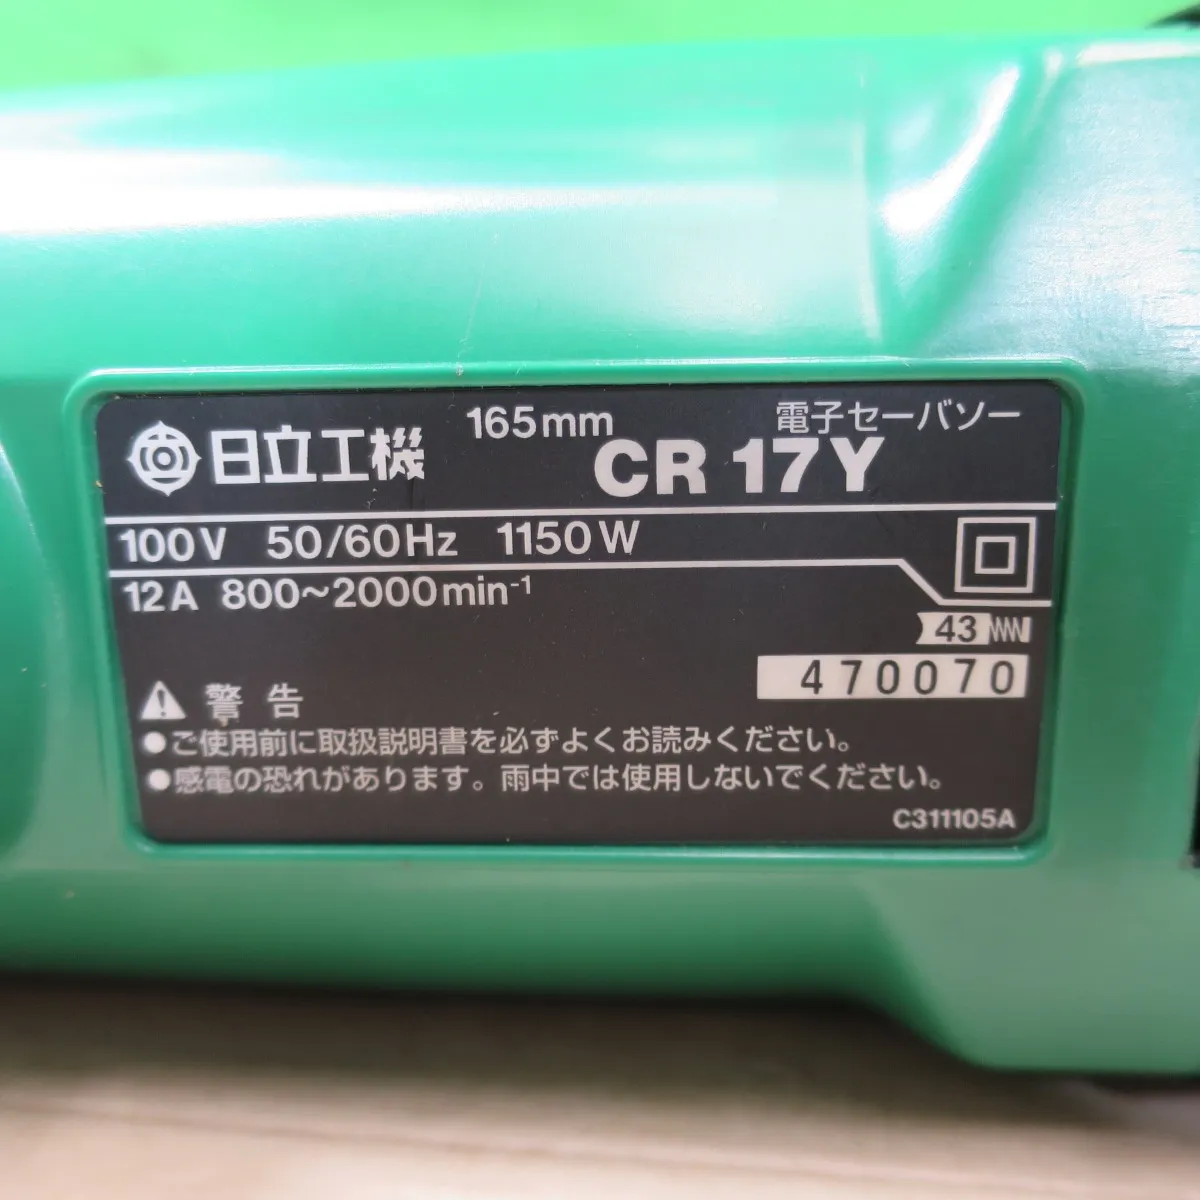 日立工機 165mm 電子セーバソー
CR 17Y
100V 50/60Hz 1150W
12A 800~2000min⁻¹
43
470070
警告
●ご使用前に取扱説明書を必ずよくお読みください。
●感電の恐れがあります。雨中では使用しないでください。
C311105A